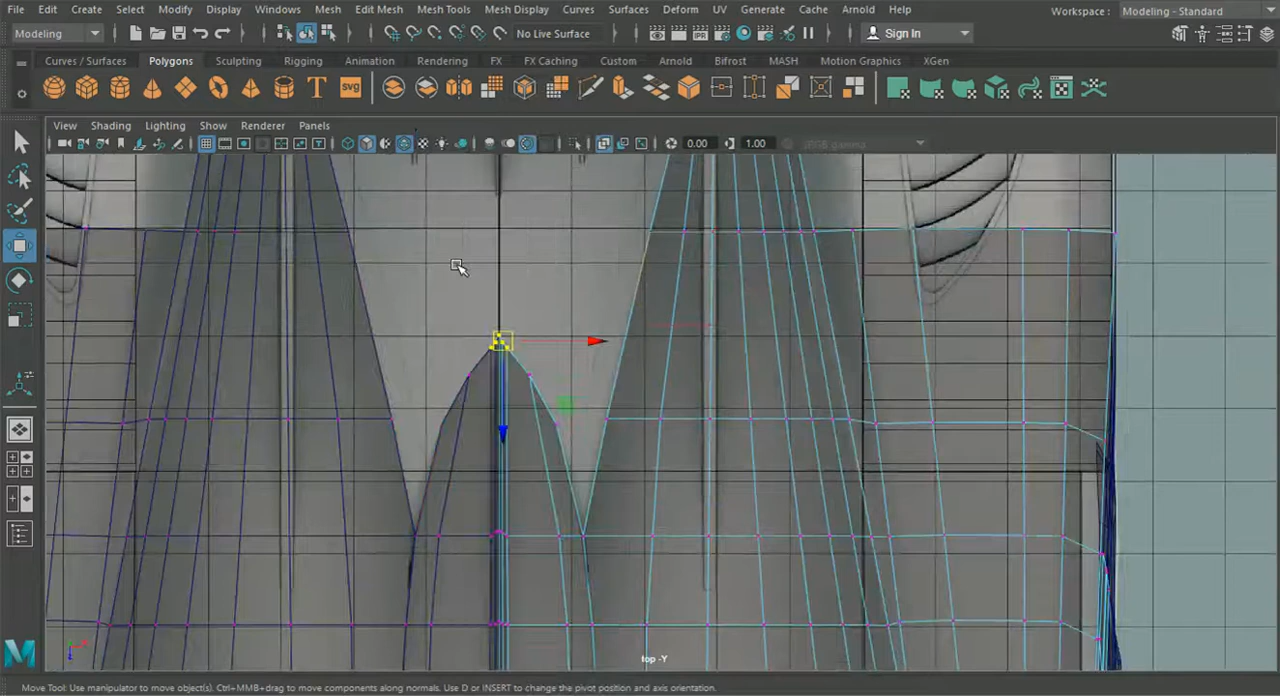 File Edit Create Select Modify Display Windows Mesh Edit Mesh Mesh Tools Mesh Display Curves Surfaces Deform UV Generate Cache Arnold Help Workspace: Modeling - Standard
Modeling No Live Surface Sign In
Curves / Surfaces Polygons Sculpting Rigging Animation Rendering FX FX Caching Custom Arnold Bifrost MASH Motion Graphics XGen
T SVG
View Shading Lighting Show Renderer Panels
0.00 1.00 sRGB gamma
top -Y
Move Tool: Use manipulator to move object(s). Ctrl+MMB+drag to move components along normals. Use D or INSERT to change the pivot position and axis orientation.